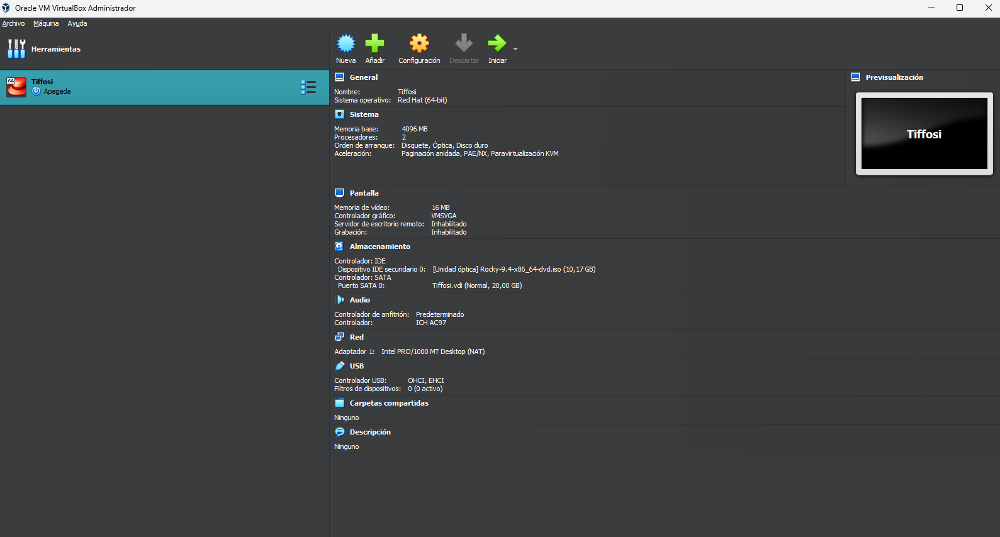 Oracle VM VirtualBox Administrador
Archivo Máquina Ayuda
Herramientas
Nueva Añadir Configuración Descartar Iniciar
64 Tiffosi
Apagada
General
Nombre: Tiffosi
Sistema operativo: Red Hat (64-bit)
Previsualización
Tiffosi
Sistema
Memoria base: 4096 MB
Procesadores: 2
Orden de arranque: Disquete, Óptica, Disco duro
Aceleración: Paginación anidada, PAE/NX, Paravirtualización KVM
Pantalla
Memoria de vídeo: 16 MB
Controlador gráfico: VMSVGA
Servidor de escritorio remoto: Inhabilitado
Grabación: Inhabilitado
Almacenamiento
Controlador: IDE
Dispositivo IDE secundario 0: [Unidad óptica] Rocky-9.4-x86_64-dvd.iso (10,17 GB)
Controlador: SATA
Puerto SATA 0: Tiffosi.vdi (Normal, 20,00 GB)
Audio
Controlador de anfitrión: Predeterminado
Controlador: ICH AC97
Red
Adaptador 1: Intel PRO/1000 MT Desktop (NAT)
USB
Controlador USB: OHCI, EHCI
Filtros de dispositivos: 0 (0 activo)
Carpetas compartidas
Ninguno
Descripción
Ninguno